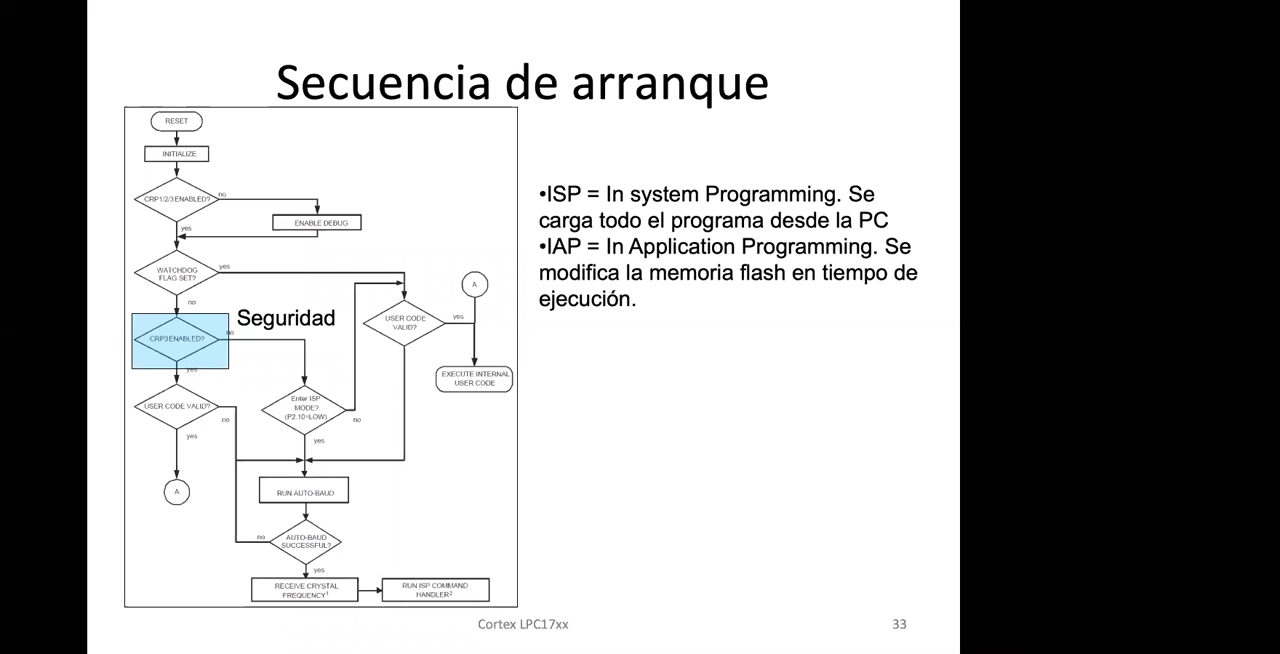 Secuencia de arranque
RESET
INITIALIZE
CRP1/2/3 ENABLED?
no
ENABLE DEBUG
yes
WATCHDOG
FLAG SET?
yes
no
A
Seguridad
CRP3 ENABLED?
no
yes
USER CODE
VALID?
yes
EXECUTE INTERNAL
USER CODE
USER CODE VALID?
no
yes
Enter ISP
MODE?
(P2.10=LOW)
no
yes
A
RUN AUTO-BAUD
AUTO-BAUD
SUCCESSFUL?
no
yes
RECEIVE CRYSTAL
FREQUENCY¹
RUN ISP COMMAND
HANDLER²
•ISP = In system Programming. Se
carga todo el programa desde la PC
•IAP = In Application Programming. Se
modifica la memoria flash en tiempo de
ejecución.
Cortex LPC17xx
33